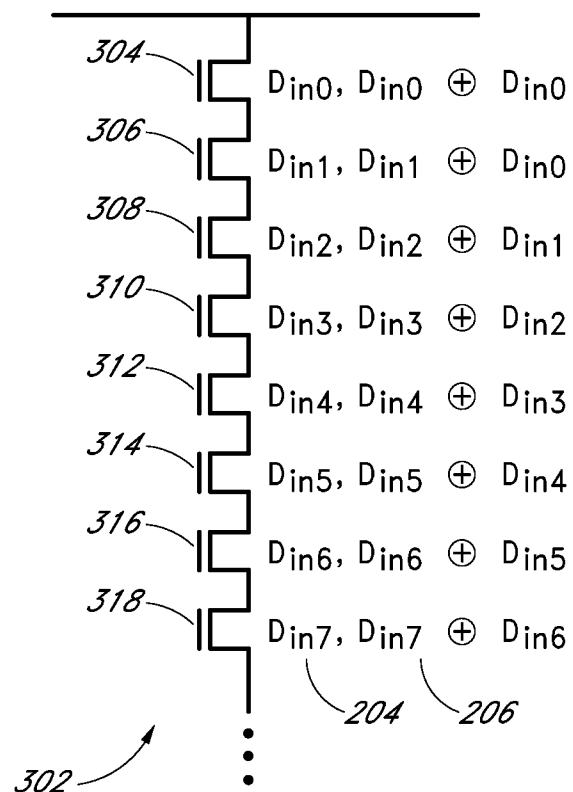 304 Din0, Din0 ⊕ Din0
306 Din1, Din1 ⊕ Din0
308 Din2, Din2 ⊕ Din1
310 Din3, Din3 ⊕ Din2
312 Din4, Din4 ⊕ Din3
314 Din5, Din5 ⊕ Din4
316 Din6, Din6 ⊕ Din5
318 Din7, Din7 ⊕ Din6
204 206
302